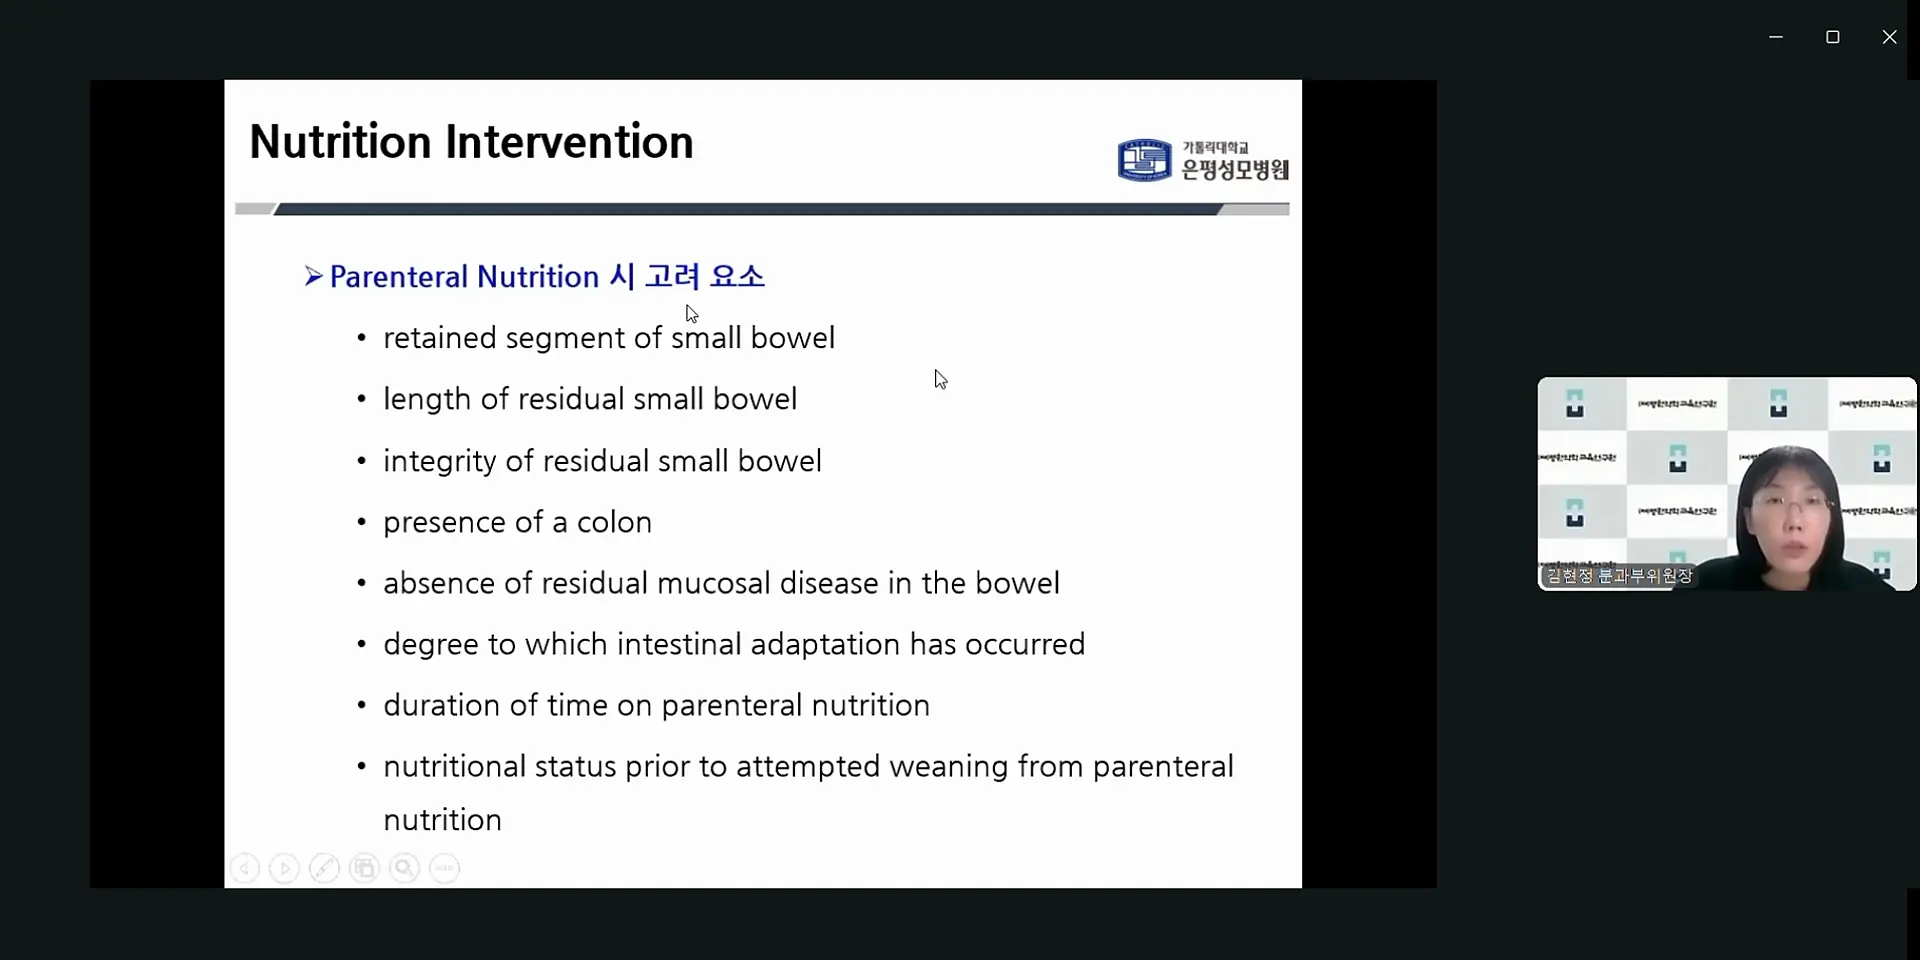 Nutrition Intervention
가톨릭대학교
은평성모병원
➢ Parenteral Nutrition 시 고려 요소
• retained segment of small bowel
• length of residual small bowel
• integrity of residual small bowel
• presence of a colon
• absence of residual mucosal disease in the bowel
• degree to which intestinal adaptation has occurred
• duration of time on parenteral nutrition
• nutritional status prior to attempted weaning from parenteral
nutrition
김현정 분과부위원장